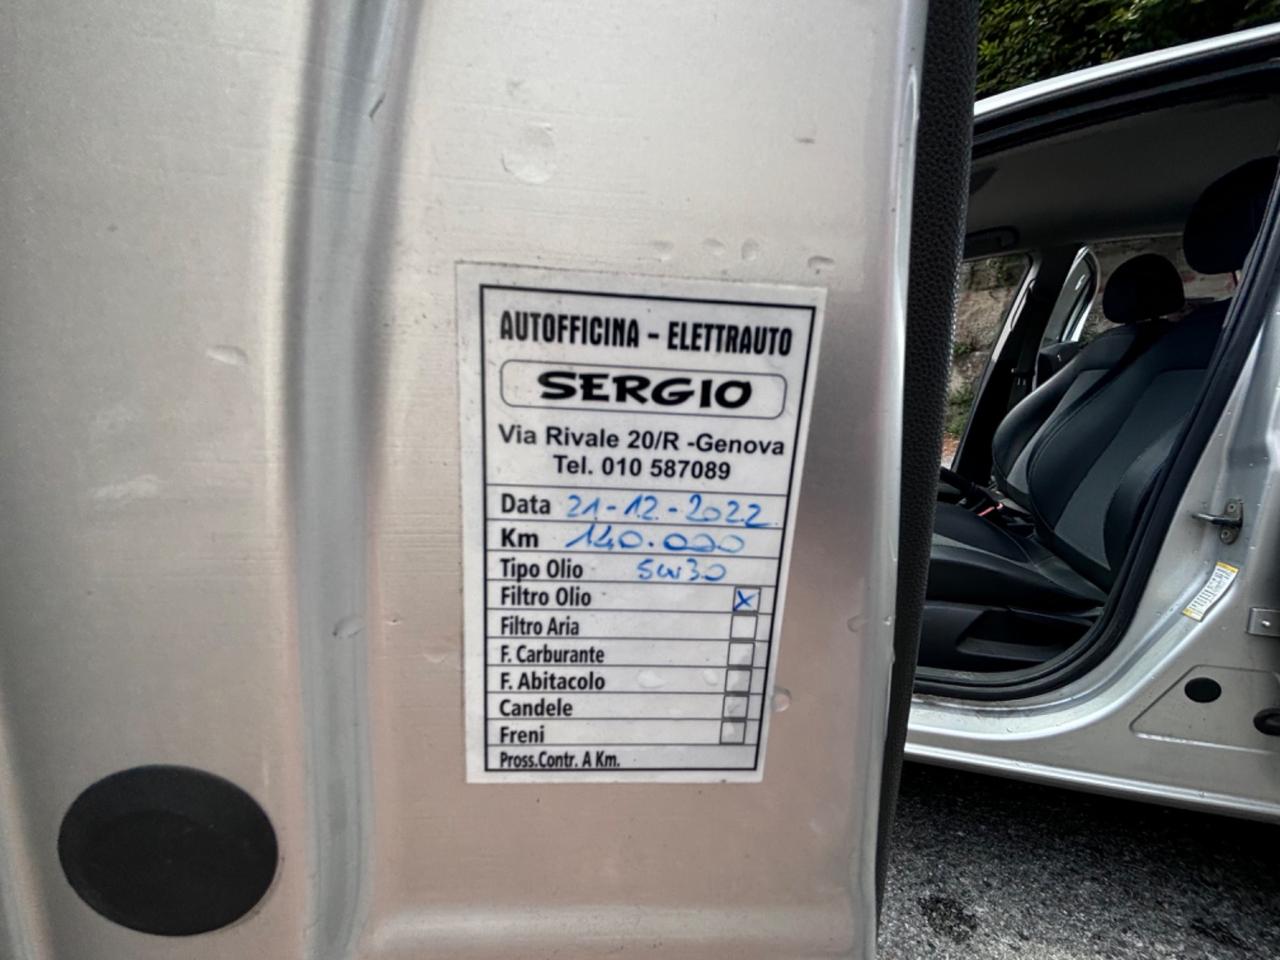 AUTOFFICINA - ELETTRAUTO
SERGIO
Via Rivale 20/R -Genova
Tel. 010 587089
Data 21-12-2022
Km 140.000
Tipo Olio 5w30
Filtro Olio X
Filtro Aria
F. Carburante
F. Abitacolo
Candele
Freni
Pross.Contr. A Km.